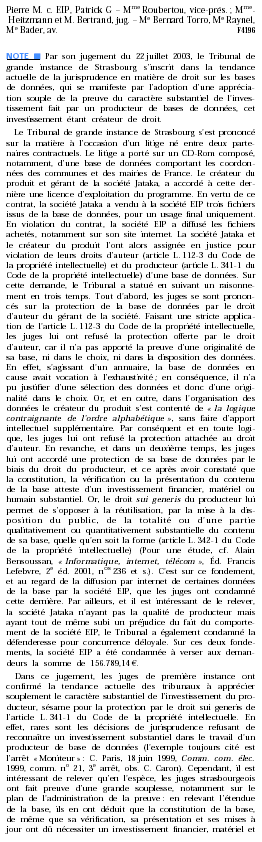 Pierre M. c. EIP, Patrick G – Mme Roubertou, vice-prés. ; Mmes
Heitzmann et M. Bertrand, jug. – Me Bernard Torro, Me Raynel,
Me Rader, av. F4196
NOTE ■ Par son jugement du 22 juillet 2003, le Tribunal de
grande instance de Strasbourg s'inscrit dans la tendance
actuelle de la jurisprudence en matière de droit sur les bases
de données, qui se manifeste par l'adoption d'une apprécia-
tion souple de la preuve du caractère substantiel de l'inves-
tissement fait par un producteur de bases de données, cet
investissement étant créateur de droit.
Le Tribunal de grande instance de Strasbourg s'est prononcé
sur la matière à l'occasion d'un litige né entre deux parte-
naires contractuels. Le litige a porté sur un CD-Rom composé,
notamment, d'une base de données comportant les coordon-
nées des communes et des mairies de France. Le créateur du
produit et gérant de la société Jataka, a accordé à cette der-
nière une licence d'exploitation du programme. En vertu de ce
contrat, la société Jataka a vendu à la société EIP trois fichiers
issus de la base de données, pour un usage final uniquement.
En violation du contrat, la société EIP a diffusé les fichiers
achetés, notamment sur son site internet. La société Jataka et
le créateur du produit l'ont alors assignée en justice pour
violation de leurs droits d'auteur (article L. 112-3 du Code de
la propriété intellectuelle) et du producteur (article L. 341-1 du
Code de la propriété intellectuelle) d'une base de données. Sur
cette demande, le Tribunal a statué en suivant un raisonne-
ment en trois temps. Tout d'abord, les juges se sont pronon-
cés sur la protection de la base de données par le droit
d'auteur du gérant de la société. Faisant une stricte applica-
tion de l'article L. 112-3 du Code de la propriété intellectuelle,
les juges lui ont refusé la protection offerte par le droit
d'auteur, car il n'a pas apporté la preuve d'une originalité de
sa base, ni dans le choix, ni dans la disposition des données.
En effet, s'agissant d'un annuaire, la base de données en
cause avait vocation à l'exhaustivité ; en conséquence, il n'a
pu justifier d'une sélection des données et donc d'une origi-
nalité dans le choix. Or, et en outre, dans l'organisation des
données le créateur du produit s'est contenté de « la logique
contraignante de l'ordre alphabétique », sans faire d'apport
intellectuel supplémentaire. Par conséquent et en toute logi-
que, les juges lui ont refusé la protection attachée au droit
d'auteur. En revanche, et dans un deuxième temps, les juges
lui ont accordé une protection de sa base de données par le
biais du droit du producteur, et ce après avoir constaté que
la constitution, la vérification ou la présentation du contenu
de la base atteste d'un investissement financier, matériel ou
humain substantiel. Or, le droit sui generis du producteur lui
permet de s'opposer à la réutilisation, par la mise à la dis-
position du public, de la totalité ou d'une partie
qualitativement ou quantitativement substantielle du contenu
de sa base, quelle qu'en soit la forme (article L. 342-1 du Code
de la propriété intellectuelle) (Pour une étude, cf. Alain
Bensoussan, « Informatique, internet, télécom », Éd. Francis
Lefebvre, 2e éd. 2001, nos 236 et s.). C'est sur ce fondement,
et au regard de la diffusion par internet de certaines données
de la base par la société EIP, que les juges ont condamné
cette dernière. Par ailleurs, et il est intéressant de le relever,
la société Jataka n'ayant pas la qualité de producteur mais
ayant tout de même subi un préjudice du fait du comporte-
ment de la société EIP, le Tribunal a également condamné la
défenderesse pour concurrence déloyale. Sur ces deux fonde-
ments, la société EIP a été condamnée à verser aux deman-
deurs la somme de 156.789,14 €.
Dans ce jugement, les juges de première instance ont
confirmé la tendance actuelle des tribunaux à apprécier
souplement le caractère substantiel de l'investissement du pro-
ducteur, sésame pour la protection par le droit sui generis de
l'article L. 341-1 du Code de la propriété intellectuelle. En
effet, rares sont les décisions de jurisprudence refusant de
reconnaître un investissement substantiel dans le travail d'un
producteur de base de données (l'exemple toujours cité est
l'arrêt « Moniteur » : C. Paris, 18 juin 1999, Comm. com. élec.
1999, comm. no 21, 3e arrêt, obs. C. Caron). Cependant, il est
intéressant de relever qu'en l'espèce, les juges strasbourgeois
ont fait preuve d'une grande souplesse, notamment sur le
plan de l'administration de la preuve : en relevant l'étendue
de la base, ils en ont déduit que la constitution de la base,
de même que sa vérification, sa présentation et ses mises à
jour ont dû nécessiter un investissement financier, matériel et